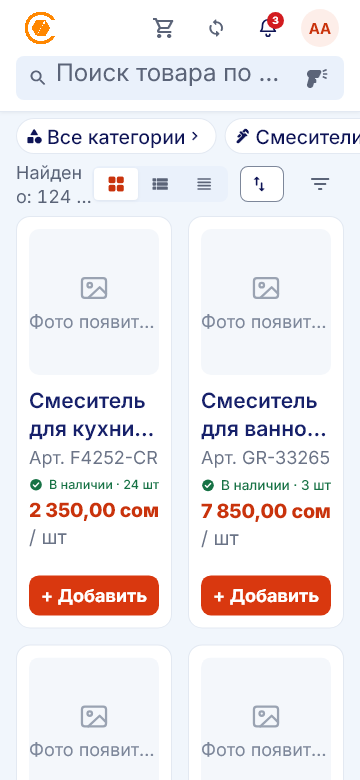 3
AA
Поиск товара по ...
Все категории
Смесители
Найден
о: 124 ...
Фото появит...
Фото появит...
Смеситель
для кухни...
Смеситель
для ванно...
Арт. F4252-CR
Арт. GR-33265
В наличии · 24 шт
В наличии · 3 шт
2 350,00 сом
/ шт
7 850,00 сом
/ шт
+ Добавить
+ Добавить
Фото появит...
Фото появит...